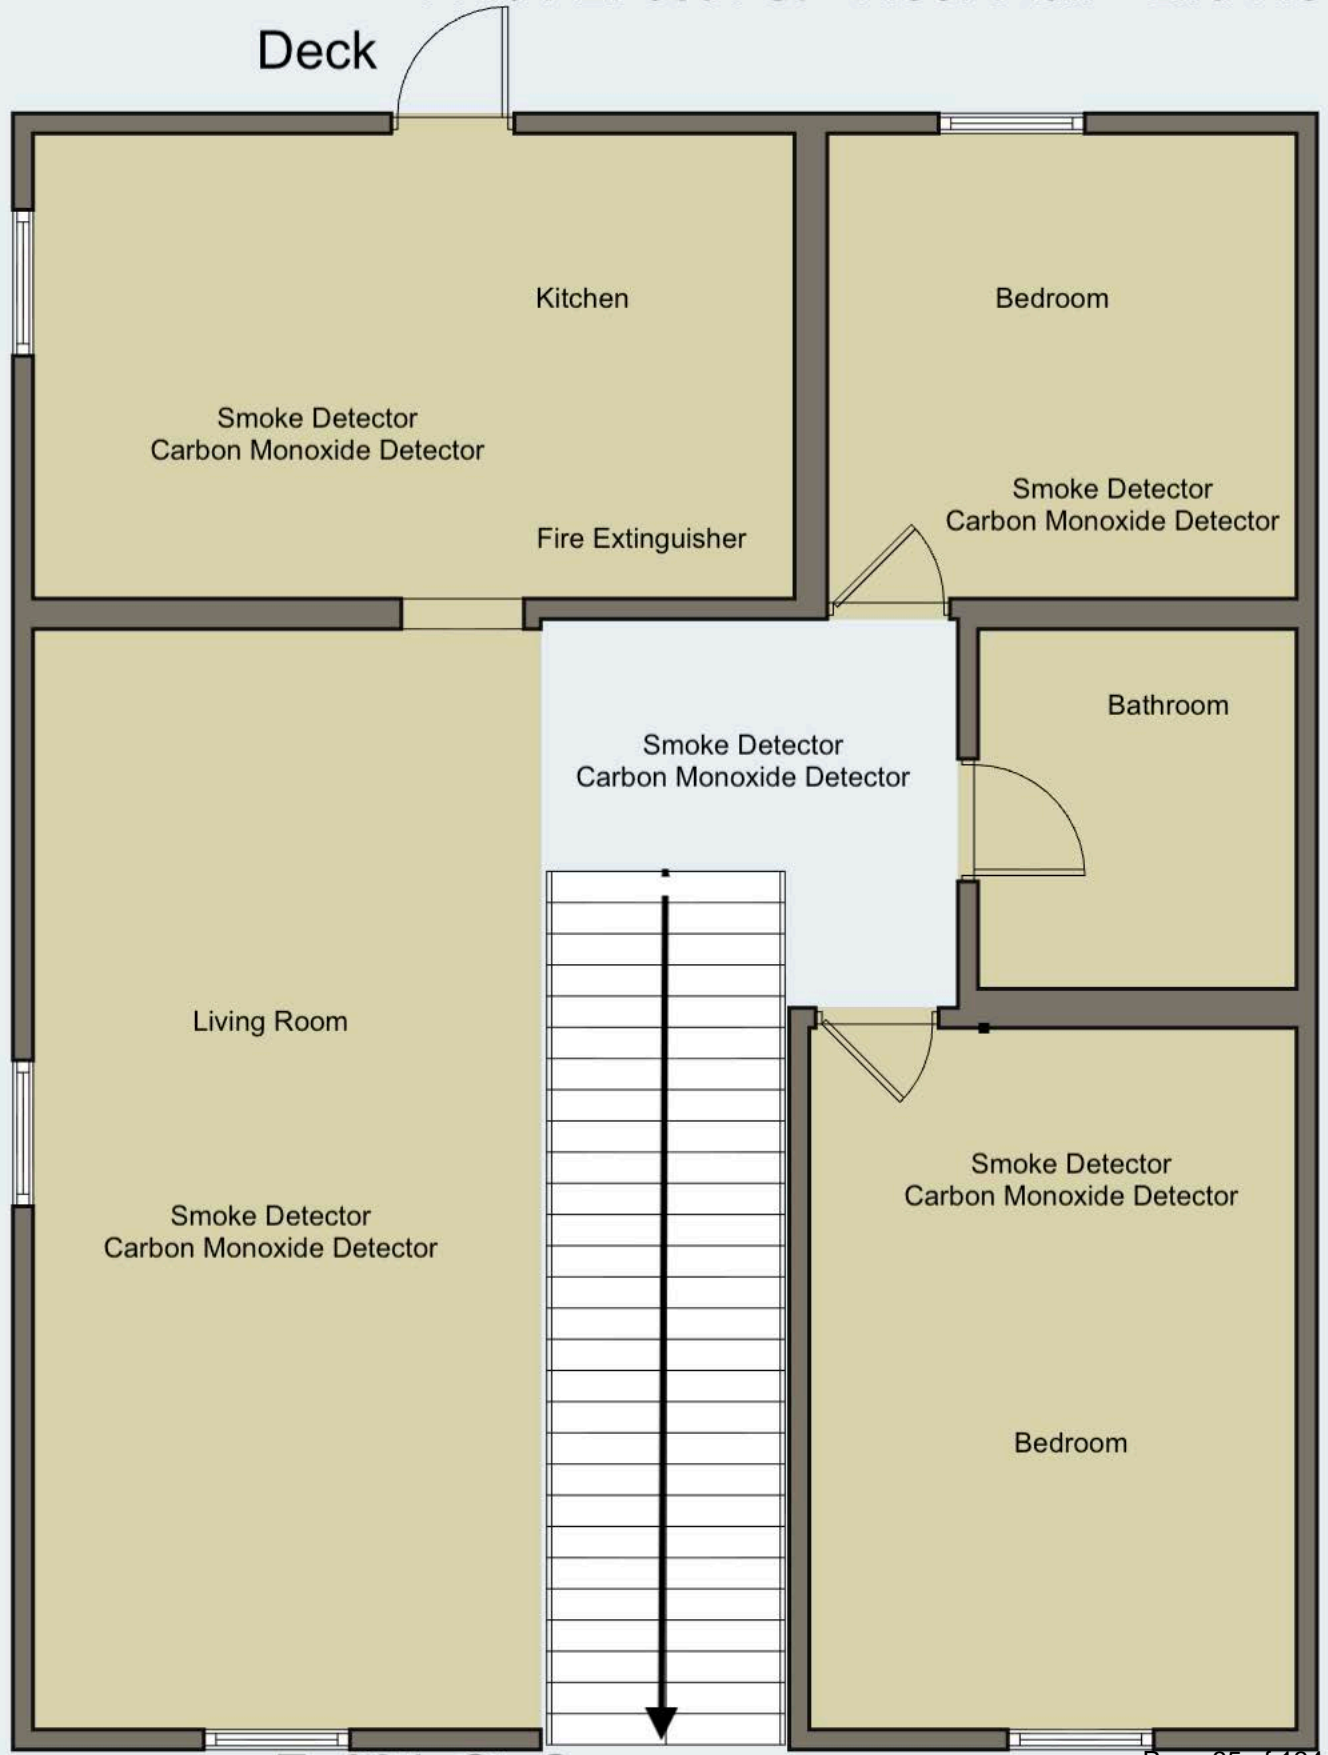 Deck
Kitchen
Bedroom
Smoke Detector
Carbon Monoxide Detector
Smoke Detector
Carbon Monoxide Detector
Fire Extinguisher
Bathroom
Smoke Detector
Carbon Monoxide Detector
Living Room
Smoke Detector
Carbon Monoxide Detector
Smoke Detector
Carbon Monoxide Detector
Bedroom